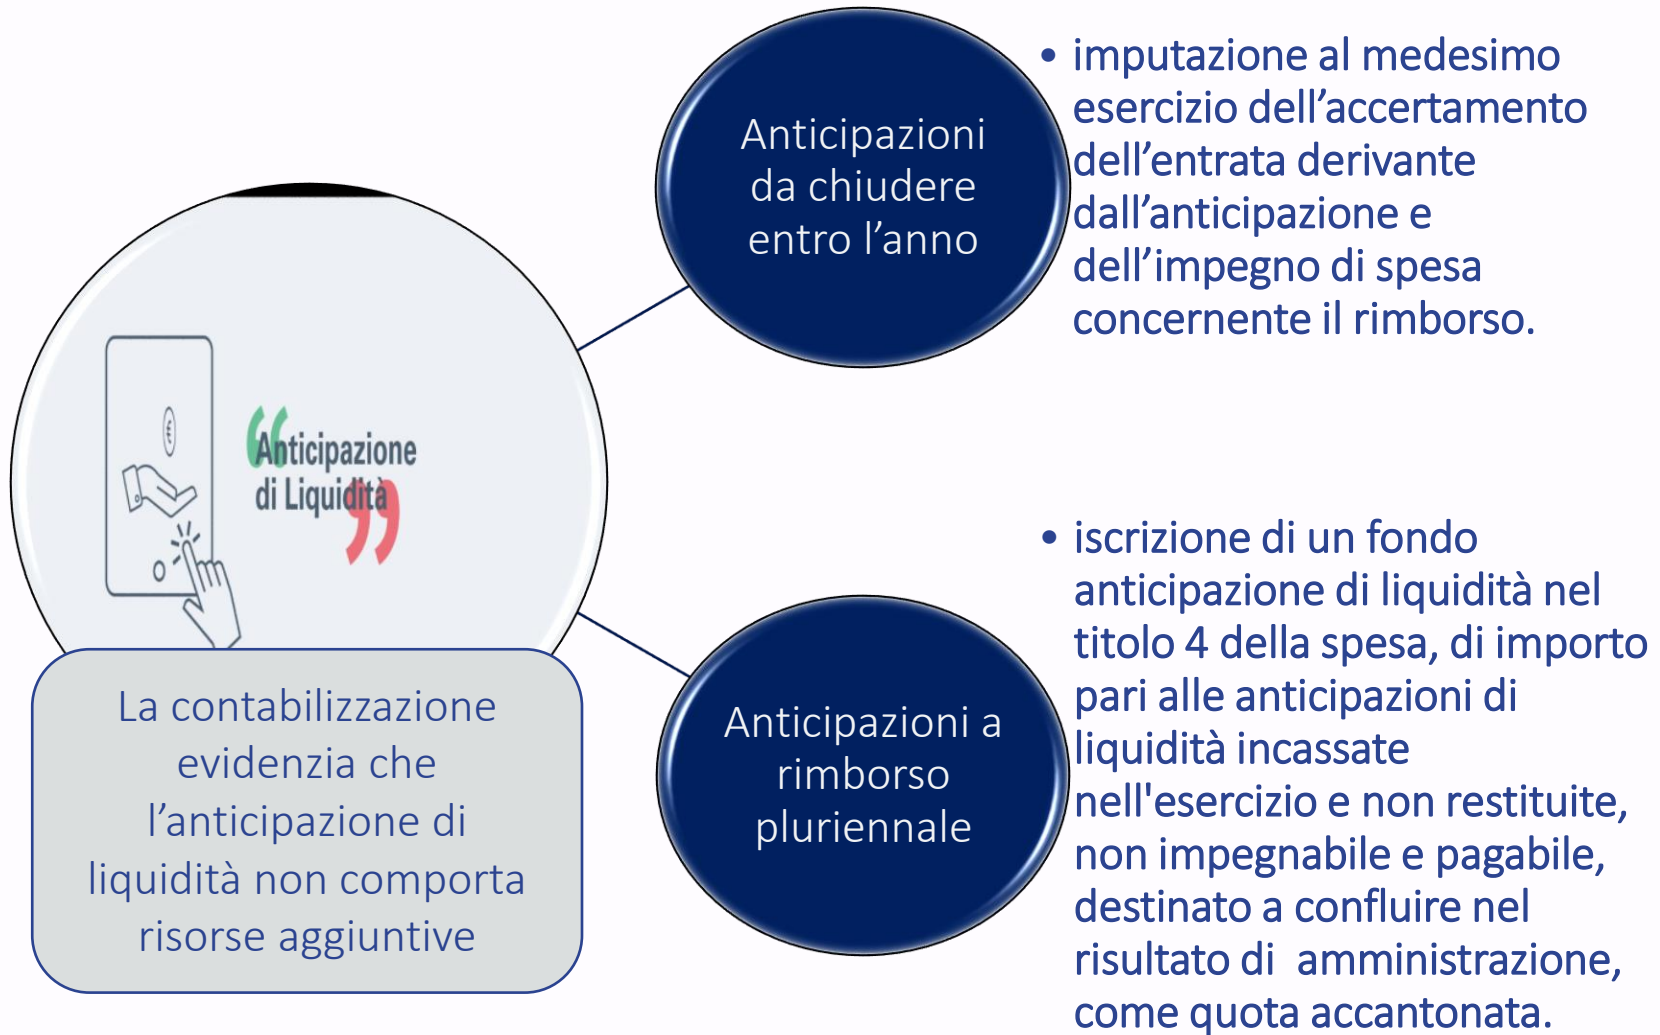 Anticipazione
di Liquidità
La contabilizzazione
evidenzia che
l’anticipazione di
liquidità non comporta
risorse aggiuntive
Anticipazioni
da chiudere
entro l’anno
• imputazione al medesimo
esercizio dell’accertamento
dell’entrata derivante
dall’anticipazione e
dell’impegno di spesa
concernente il rimborso.
Anticipazioni a
rimborso
pluriennale
• iscrizione di un fondo
anticipazione di liquidità nel
titolo 4 della spesa, di importo
pari alle anticipazioni di
liquidità incassate
nell'esercizio e non restituite,
non impegnabile e pagabile,
destinato a confluire nel
risultato di  amministrazione,
come quota accantonata.